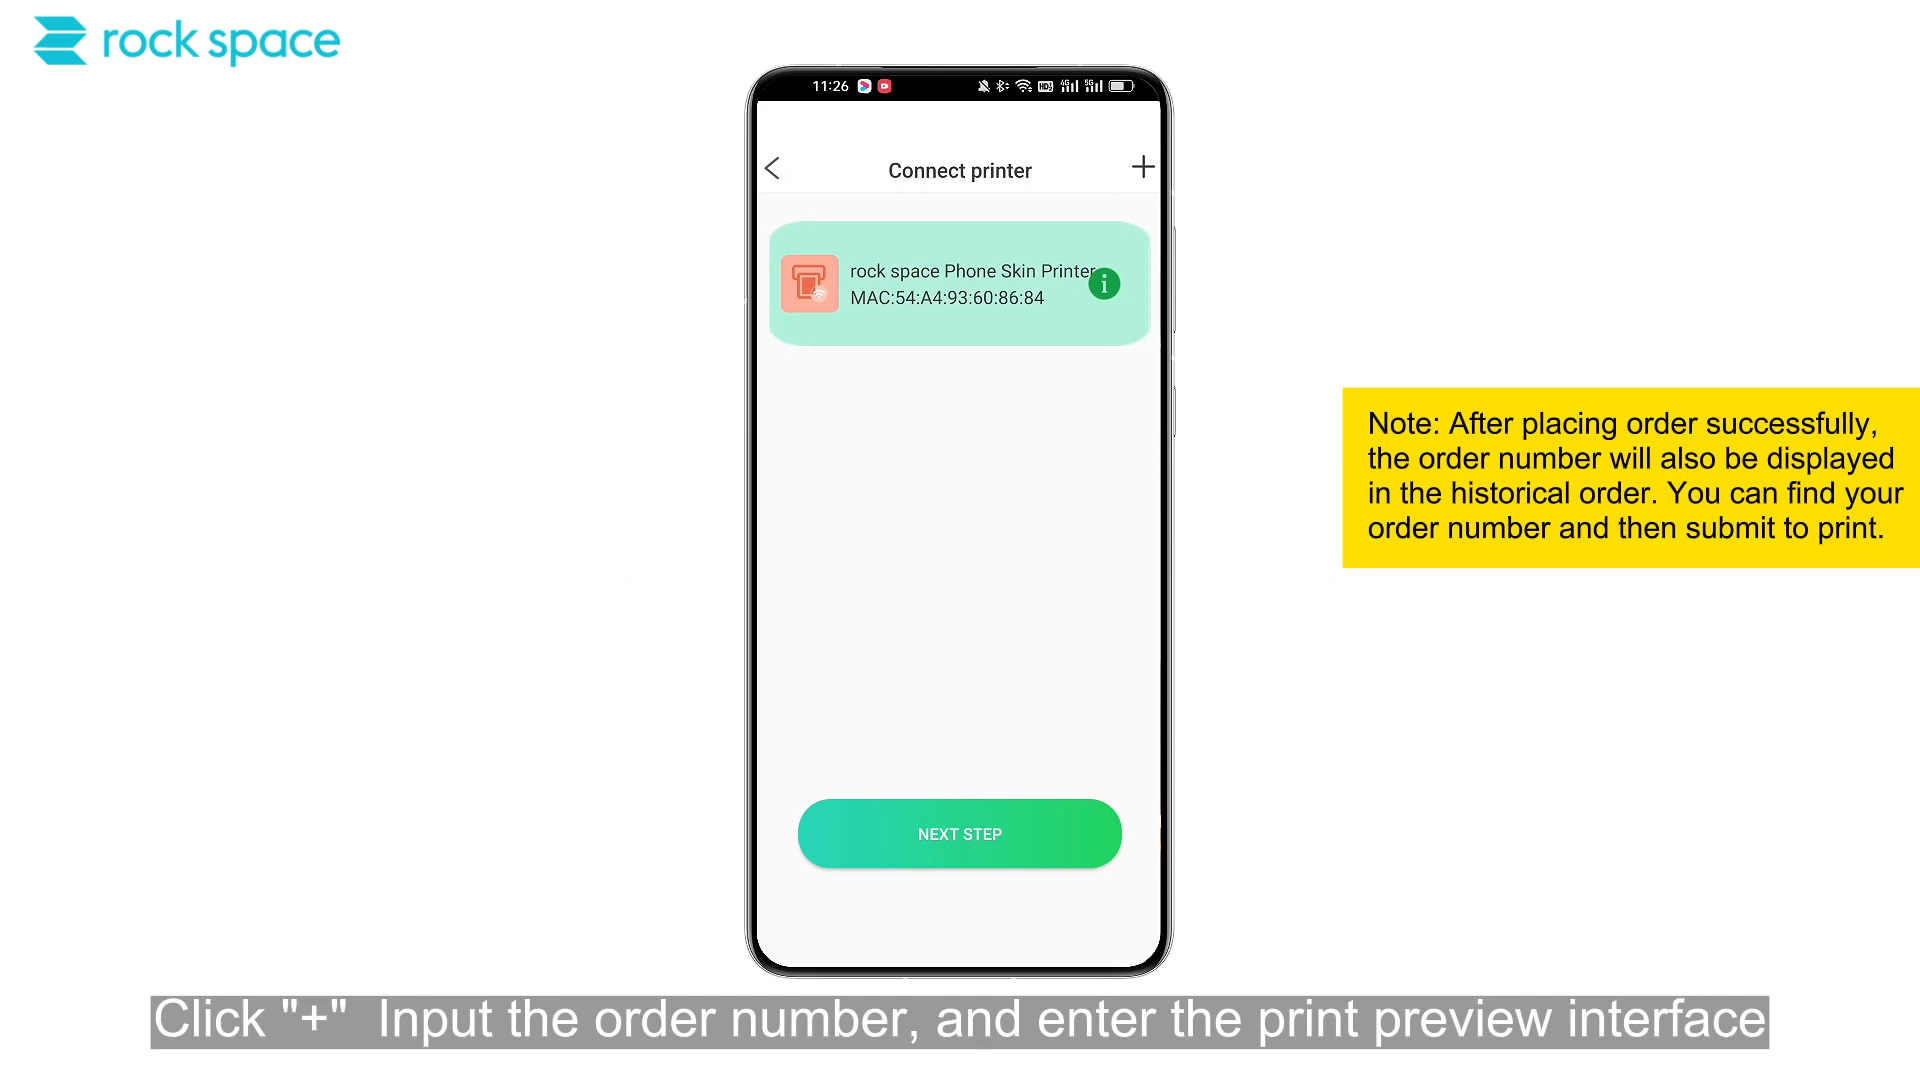 rock space
11:26
Connect printer
rock space Phone Skin Printer
MAC:54:A4:93:60:86:84
Note: After placing order successfully,
the order number will also be displayed
in the historical order. You can find your
order number and then submit to print.
NEXT STEP
Click "+"  Input the order number, and enter the print preview interface